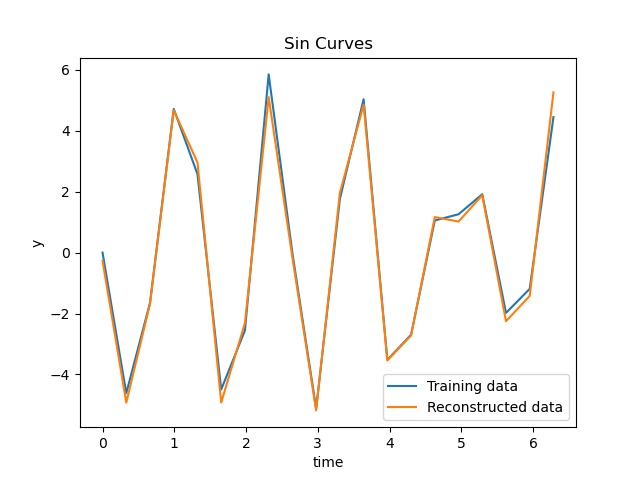 Sin Curves
6
4
2
0
−2
−4
y
0 1 2 3 4 5 6
time
Training data
Reconstructed data